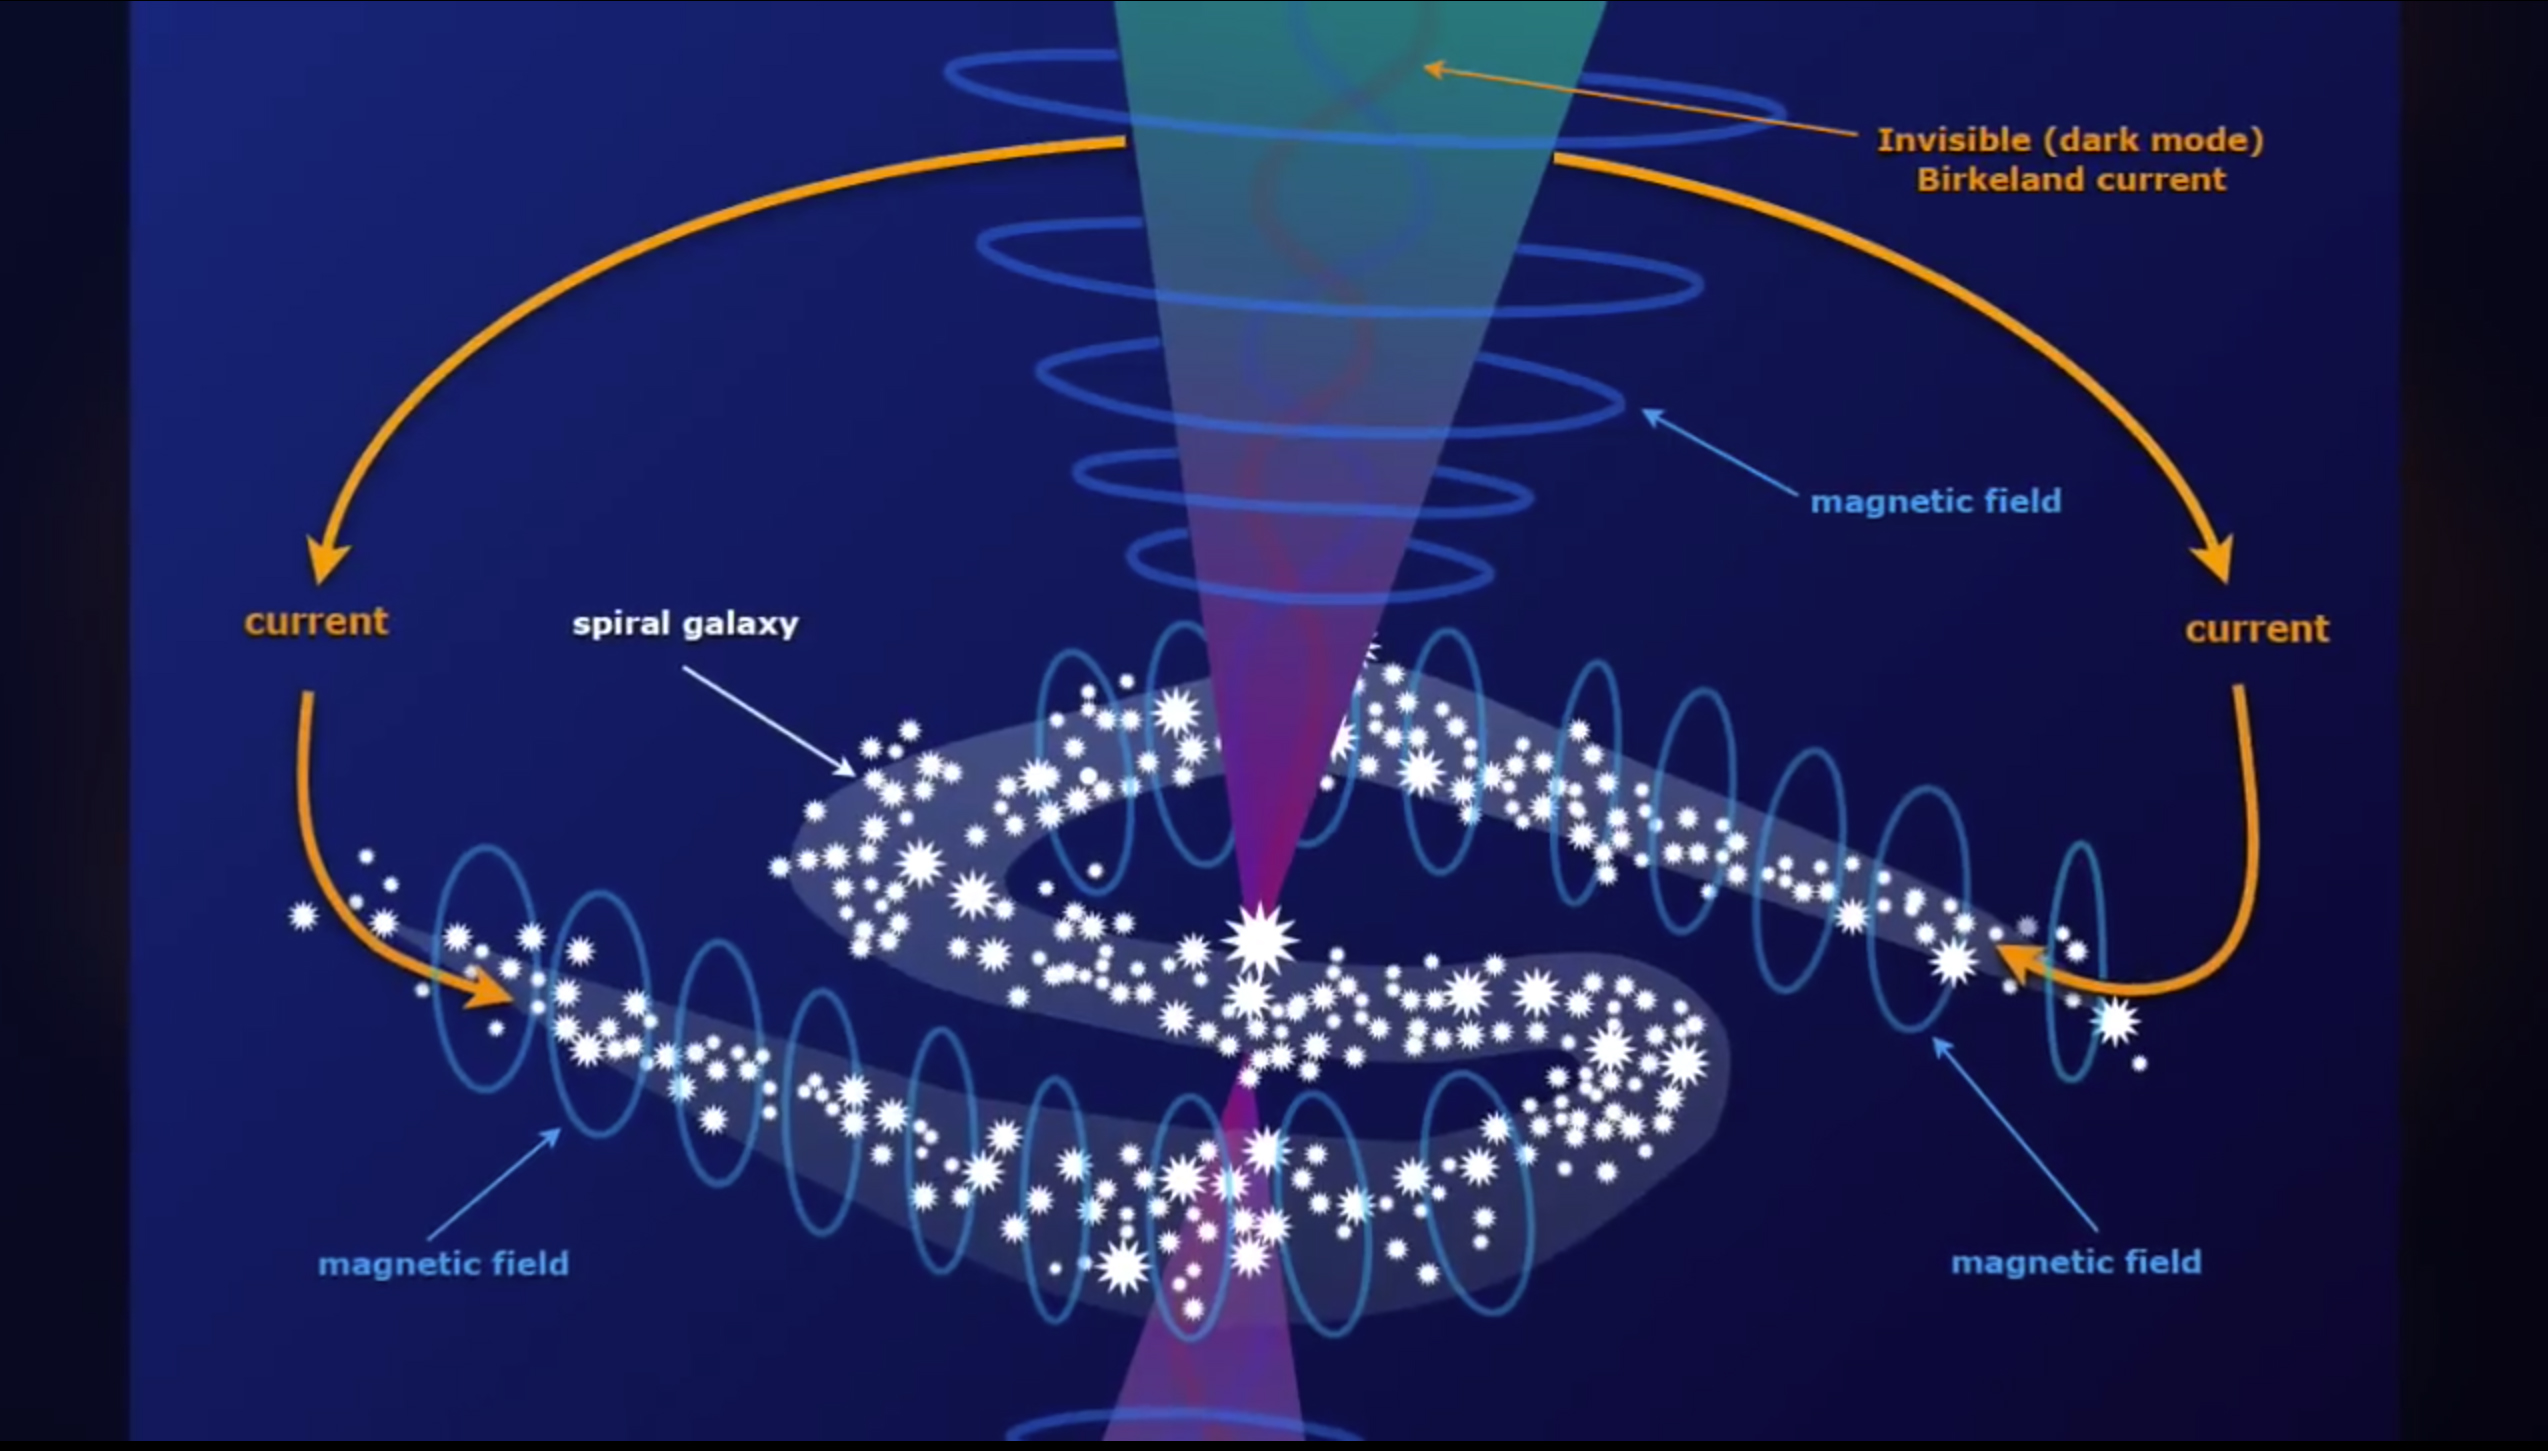 Invisible (dark mode)
Birkeland current
magnetic field
current
spiral galaxy
current
magnetic field
magnetic field